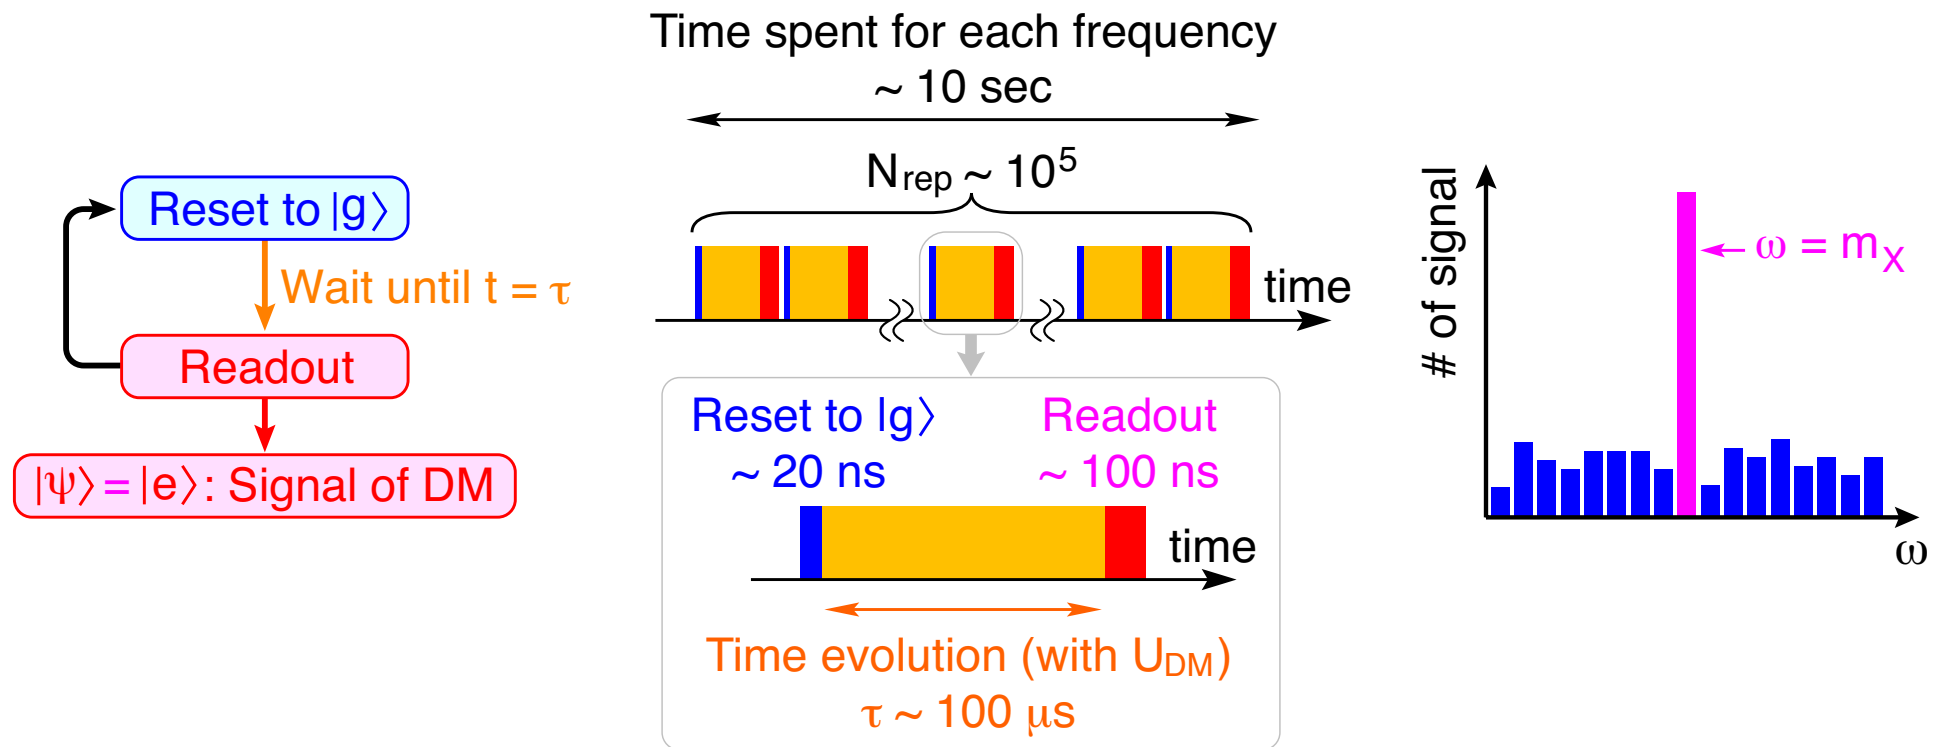 Reset to |g⟩
Wait until t = τ
Readout
|ψ⟩ = |e⟩: Signal of DM
Time spent for each frequency
~ 10 sec
N_rep ~ 10^5
time
Reset to |g⟩
~ 20 ns
Readout
~ 100 ns
time
Time evolution (with U_DM)
τ ~ 100 μs
# of signal
ω = m_X
ω